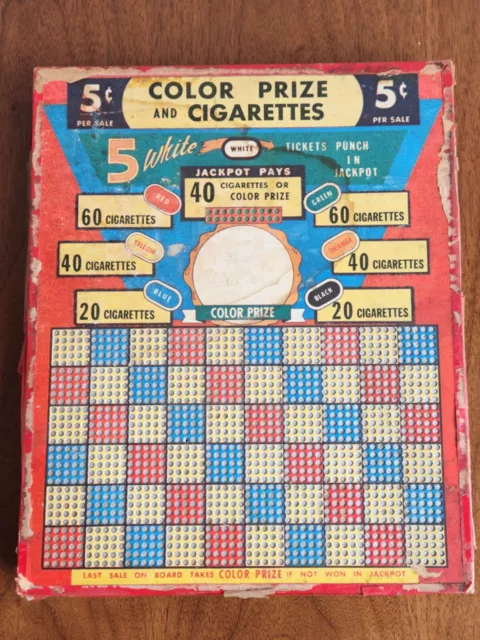 5¢ PER SALE
COLOR PRIZE
AND CIGARETTES
5¢ PER SALE
5 White WHITE TICKETS PUNCH
IN
JACKPOT
JACKPOT PAYS
40 CIGARETTES OR
COLOR PRIZE
RED
60 CIGARETTES
GREEN
60 CIGARETTES
YELLOW
40 CIGARETTES
ORANGE
40 CIGARETTES
BLUE
20 CIGARETTES
BLACK
20 CIGARETTES
COLOR PRIZE
LAST SALE ON BOARD TAKES COLOR PRIZE IF NOT WON IN JACKPOT